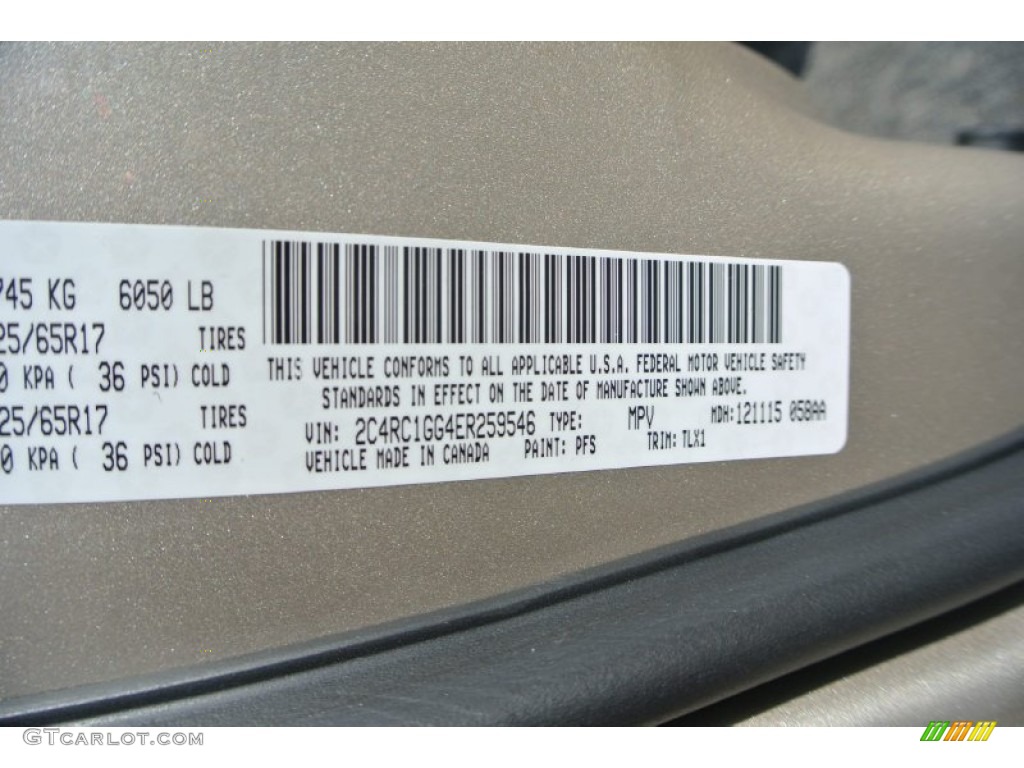 745 KG 6050 LB
25/65R17 TIRES
0 KPA ( 36 PSI) COLD
25/65R17 TIRES
0 KPA ( 36 PSI) COLD
THIS VEHICLE CONFORMS TO ALL APPLICABLE U.S.A. FEDERAL MOTOR VEHICLE SAFETY
STANDARDS IN EFFECT ON THE DATE OF MANUFACTURE SHOWN ABOVE.
VIN: 2C4RC1GG4ER259546 TYPE: MPV MDH: 121115 058AA
VEHICLE MADE IN CANADA PAINT: PFS TRIM: TLX1
GTCarLot.com